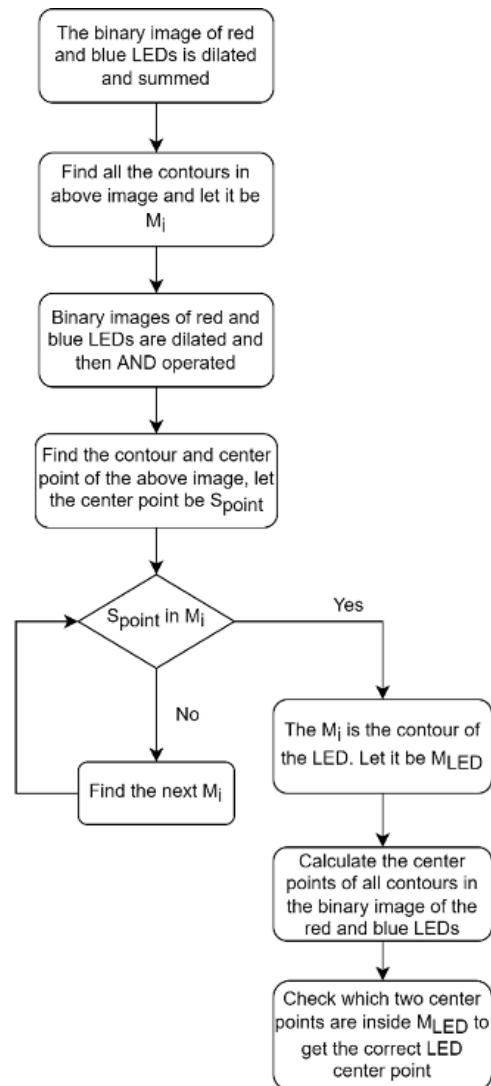 The binary image of red
and blue LEDs is dilated
and summed
Find all the contours in
above image and let it be
Mi
Binary images of red and
blue LEDs are dilated and
then AND operated
Find the contour and center
point of the above image, let
the center point be Spoint
Spoint in Mi
Yes
No
Find the next Mi
The Mi is the contour of
the LED. Let it be MLED
Calculate the center
points of all contours in
the binary image of the
red and blue LEDs
Check which two center
points are inside MLED to
get the correct LED
center point